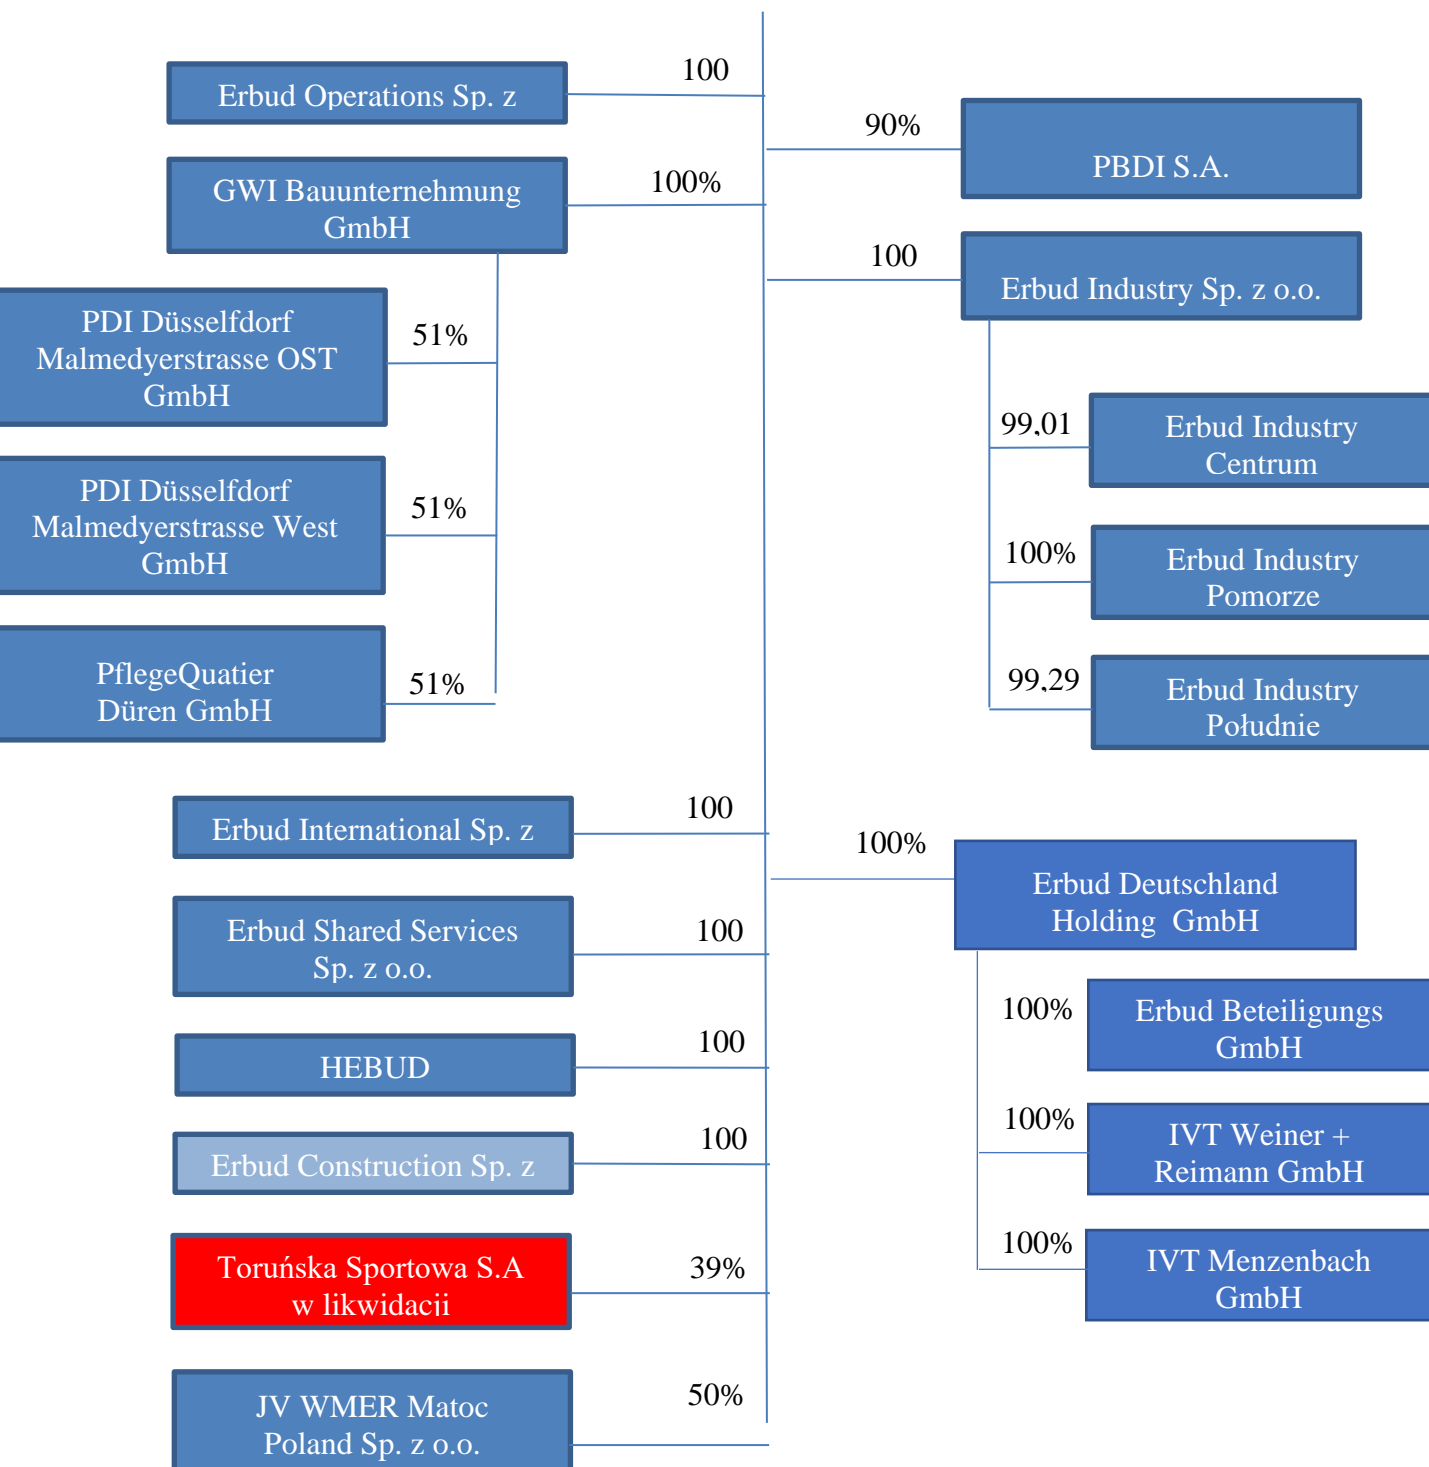 100
Erbud Operations Sp. z
90%
PBDI S.A.
GWI Bauunternehmung
GmbH
100%
100
Erbud Industry Sp. z o.o.
PDI Düsselfdorf
Malmedyerstrasse OST
GmbH
51%
99,01
Erbud Industry
Centrum
PDI Düsselfdorf
Malmedyerstrasse West
GmbH
51%
100%
Erbud Industry
Pomorze
PflegeQuatier
Düren GmbH
51%
99,29
Erbud Industry
Południe
100
Erbud International Sp. z
100%
Erbud Deutschland
Holding GmbH
Erbud Shared Services
Sp. z o.o.
100
100%
Erbud Beteiligungs
GmbH
HEBUD
100
100%
IVT Weiner +
Reimann GmbH
Erbud Construction Sp. z
100
Toruńska Sportowa S.A
w likwidacji
39%
100%
IVT Menzenbach
GmbH
JV WMER Matoc
Poland Sp. z o.o.
50%